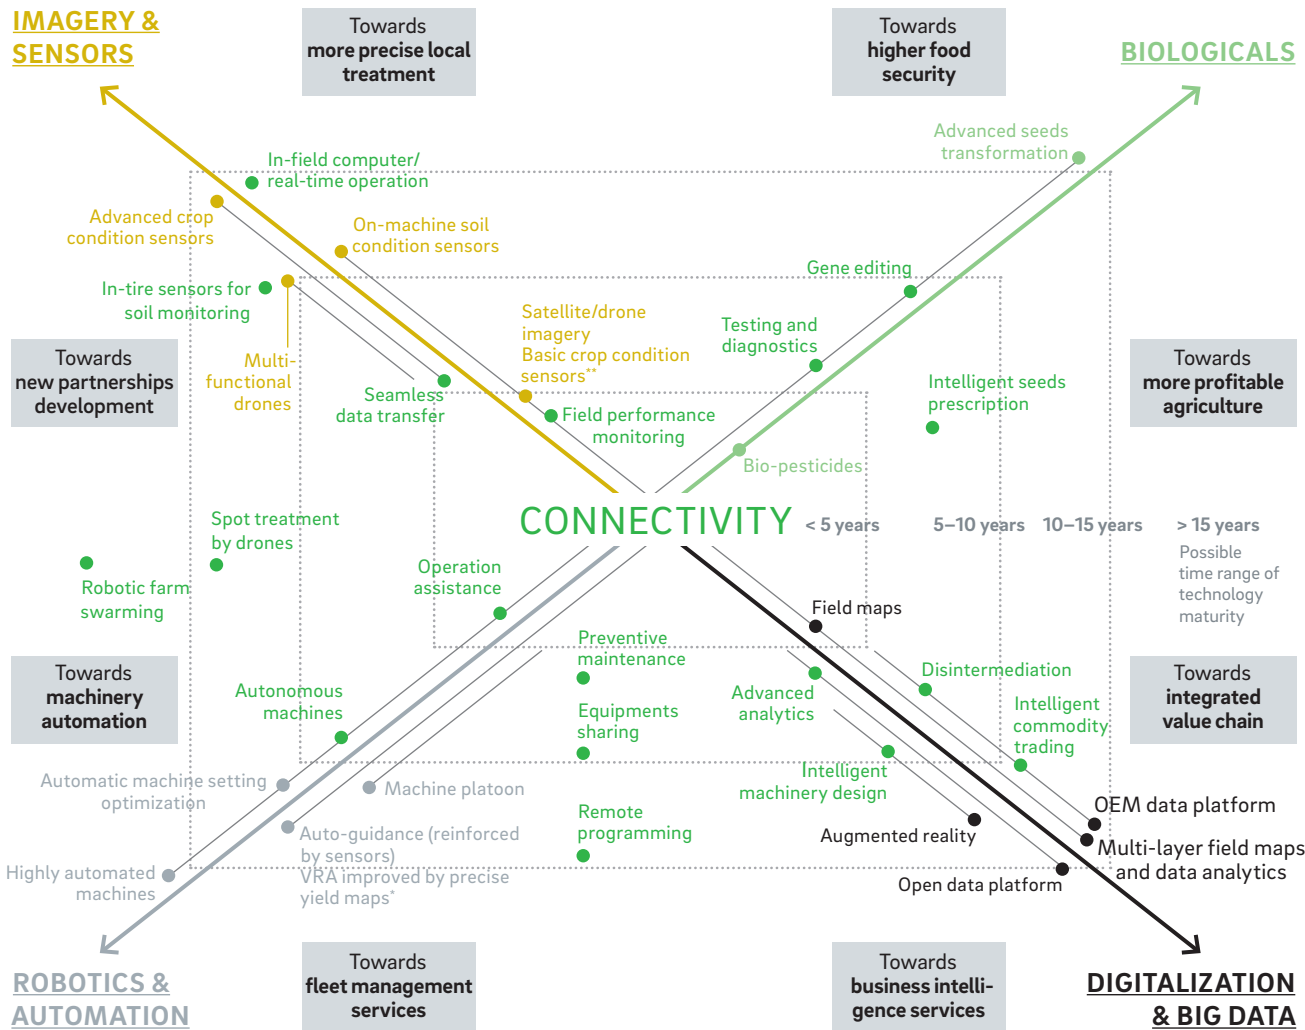 IMAGERY &
SENSORS
Towards
more precise local
treatment
Towards
higher food
security
BIOLOGICALS
Advanced seeds
transformation
In-field computer/
real-time operation
Advanced crop
condition sensors
On-machine soil
condition sensors
Gene editing
In-tire sensors for
soil monitoring
Satellite/drone
imagery
Basic crop condition
sensors**
Testing and
diagnostics
Towards
new partnerships
development
Multi-
functional
drones
Seamless
data transfer
Field performance
monitoring
Intelligent seeds
prescription
Towards
more profitable
agriculture
Bio-pesticides
CONNECTIVITY
< 5 years
5–10 years
10–15 years
> 15 years
Possible
time range of
technology
maturity
Spot treatment
by drones
Robotic farm
swarming
Operation
assistance
Field maps
Preventive
maintenance
Disintermediation
Towards
machinery
automation
Autonomous
machines
Equipments
sharing
Advanced
analytics
Intelligent
commodity
trading
Towards
integrated
value chain
Automatic machine setting
optimization
Machine platoon
Intelligent
machinery design
OEM data platform
Remote
programming
Augmented reality
Multi-layer field maps
and data analytics
Auto-guidance (reinforced
by sensors)
VRA improved by precise
yield maps*
Highly automated
machines
Open data platform
ROBOTICS &
AUTOMATION
Towards
fleet management
services
Towards
business intelli-
gence services
DIGITALIZATION
& BIG DATA